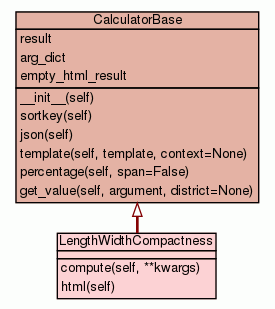 CalculatorBase
result
arg_dict
empty_html_result
__init__(self)
sortkey(self)
json(self)
template(self, template, context=None)
percentage(self, span=False)
get_value(self, argument, district=None)
LengthWidthCompactness
compute(self, **kwargs)
html(self)